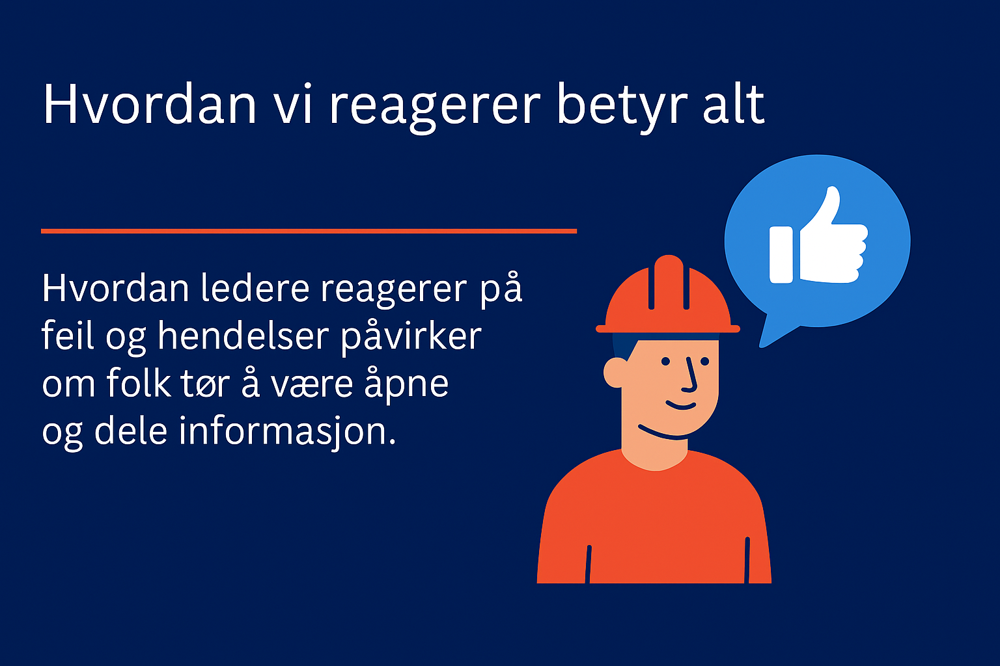 Hvordan vi reagerer betyr alt
Hvordan ledere reagerer på
feil og hendelser påvirker
om folk tør å være åpne
og dele informasjon.